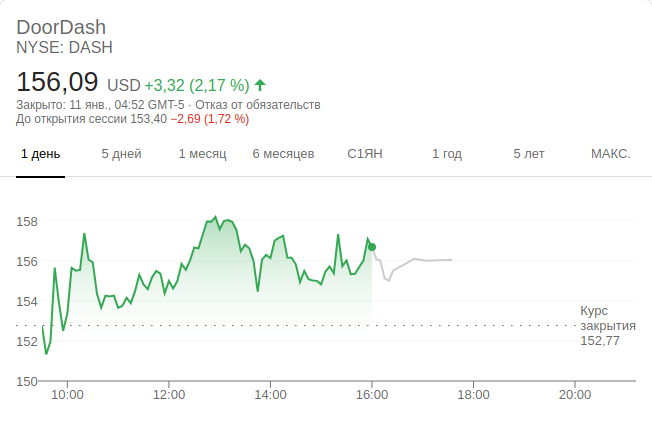 DoorDash
NYSE: DASH
156,09 USD +3,32 (2,17 %)
Закрыто: 11 янв., 04:52 GMT-5 · Отказ от обязательств
До открытия сессии 153,40 −2,69 (1,72 %)
1 день 5 дней 1 месяц 6 месяцев С1ЯН 1 год 5 лет МАКС.
158
156
154
Курс
закрытия
152,77
152
150
10:00 12:00 14:00 16:00 18:00 20:00